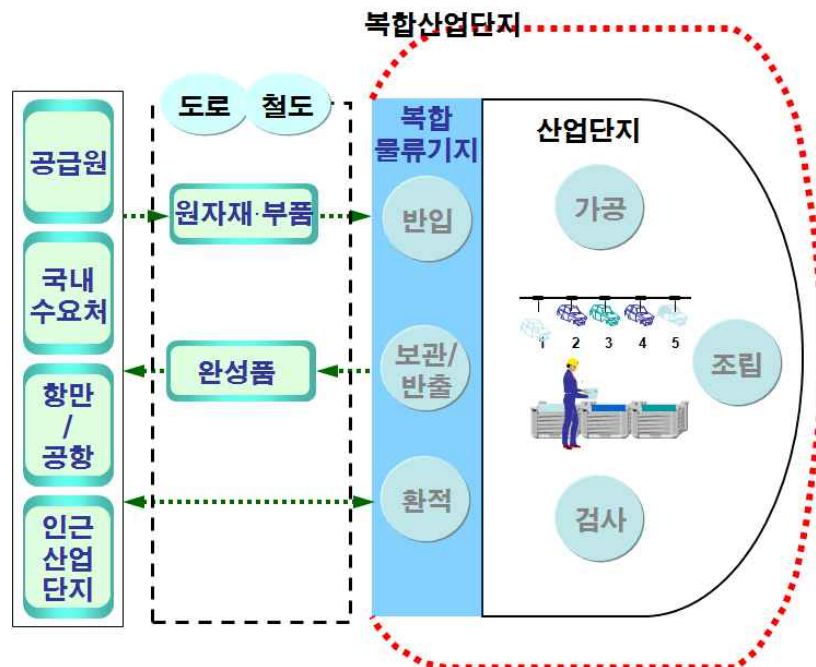 복합산업단지
공급원
국내
수요처
항만
/
공항
인근
산업
단지
도로
철도
원자재·부품
완성품
복합
물류기지
반입
보관/
반출
환적
산업단지
가공
1 2 3 4 5
조립
검사